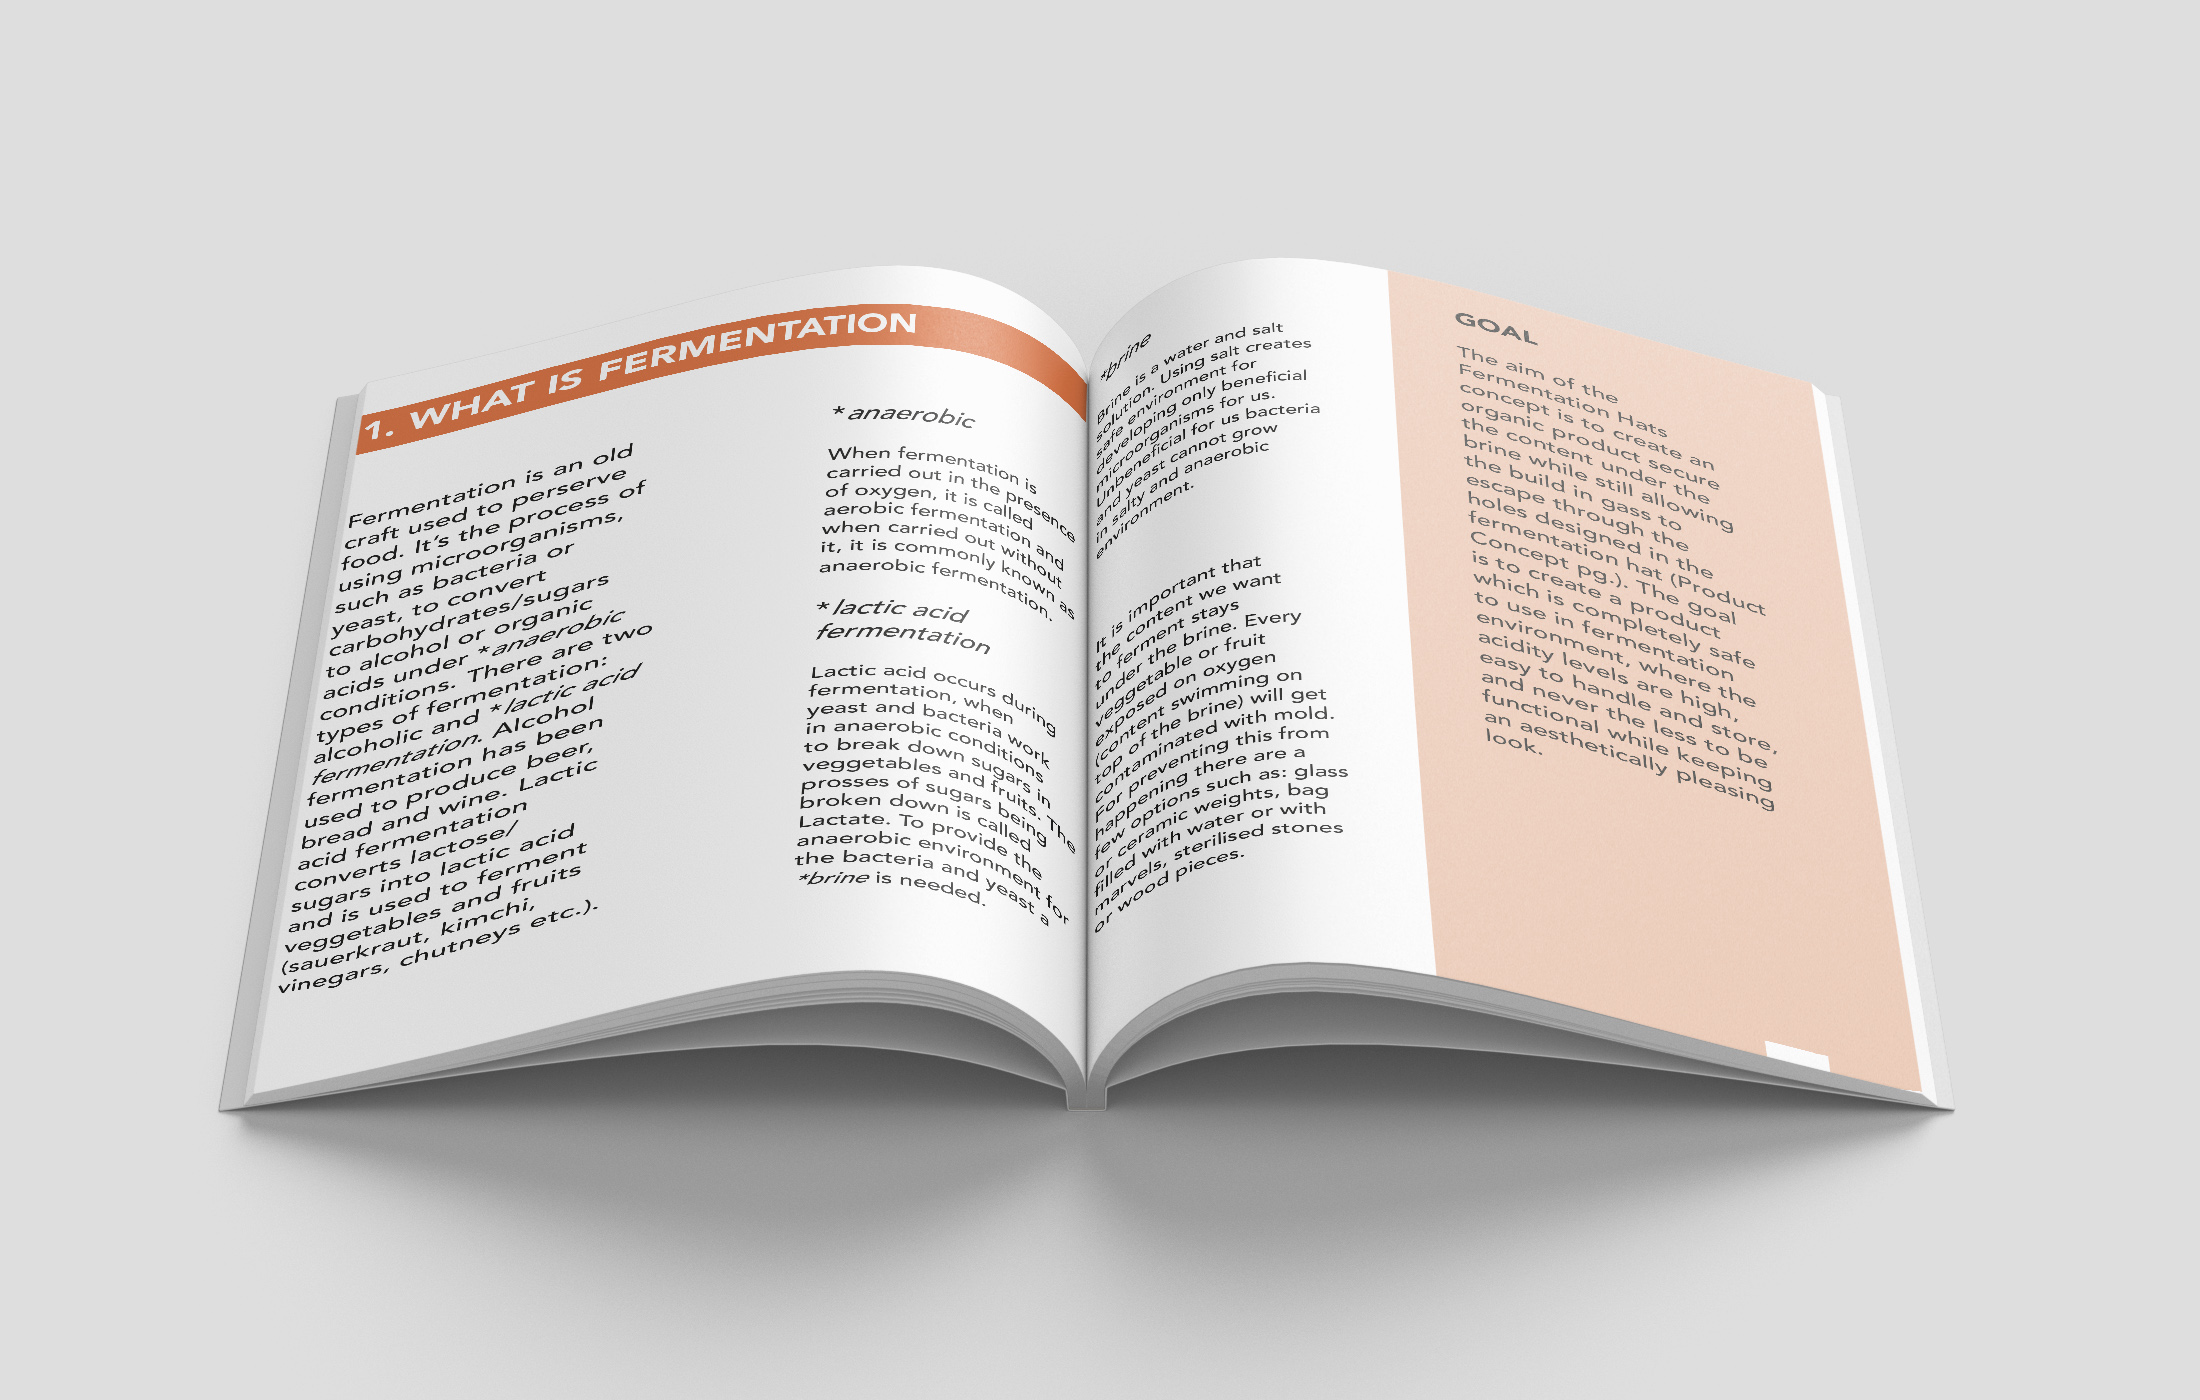 1. WHAT IS FERMENTATION
Fermentation is an old
craft used to perserve
food. It's the process of
using microorganisms,
such as bacteria or
yeast, to convert
carbohydrates/sugars
to alcohol or organic
acids under *anaerobic
conditions. There are two
types of fermentation:
alcoholic and *lactic acid
fermentation. Alcohol
fermentation has been
used to produce beer,
bread and wine. Lactic
acid fermentation
converts lactose/
sugars into lactic acid
and is used to ferment
veggetables and fruits
(sauerkraut, kimchi,
vinegars, chutneys etc.).
*anaerobic
When fermentation is
carried out in the presence
of oxygen, it is called
aerobic fermentation and
when carried out without
it, it is commonly known as
anaerobic fermentation.
*lactic acid
fermentation
Lactic acid occurs during
fermentation, when
yeast and bacteria work
in anaerobic conditions
to break down sugars in
veggetables and fruits. The
prosses of sugars being
broken down is called
Lactate. To provide the
anaerobic environment for
the bacteria and yeast a
*brine is needed.
*brine
Brine is a water and salt
solution. Using salt creates
safe environment for
developing only beneficial
microorganisms for us.
Unbeneficial for us bacteria
and yeast cannot grow
in salty and anaerobic
environment.
It is important that
the content we want
to ferment stays
under the brine. Every
veggetable or fruit
exposed on oxygen
(content swimming on
top of the brine) will get
contaminated with mold.
For preventing this from
happening there are a
few options such as: glass
or ceramic weights, bag
filled with water or with
marvels, sterilised stones
or wood pieces.
GOAL
The aim of the
Fermentation Hats
concept is to create an
organic product secure
the content under the
brine while still allowing
the build in gass to
escape through the
holes designed in the
fermentation hat (Product
Concept pg.). The goal
is to create a product
which is completely safe
to use in fermentation
environment, where the
acidity levels are high,
easy to handle and store,
and never the less to be
functional while keeping
an aesthetically pleasing
look.